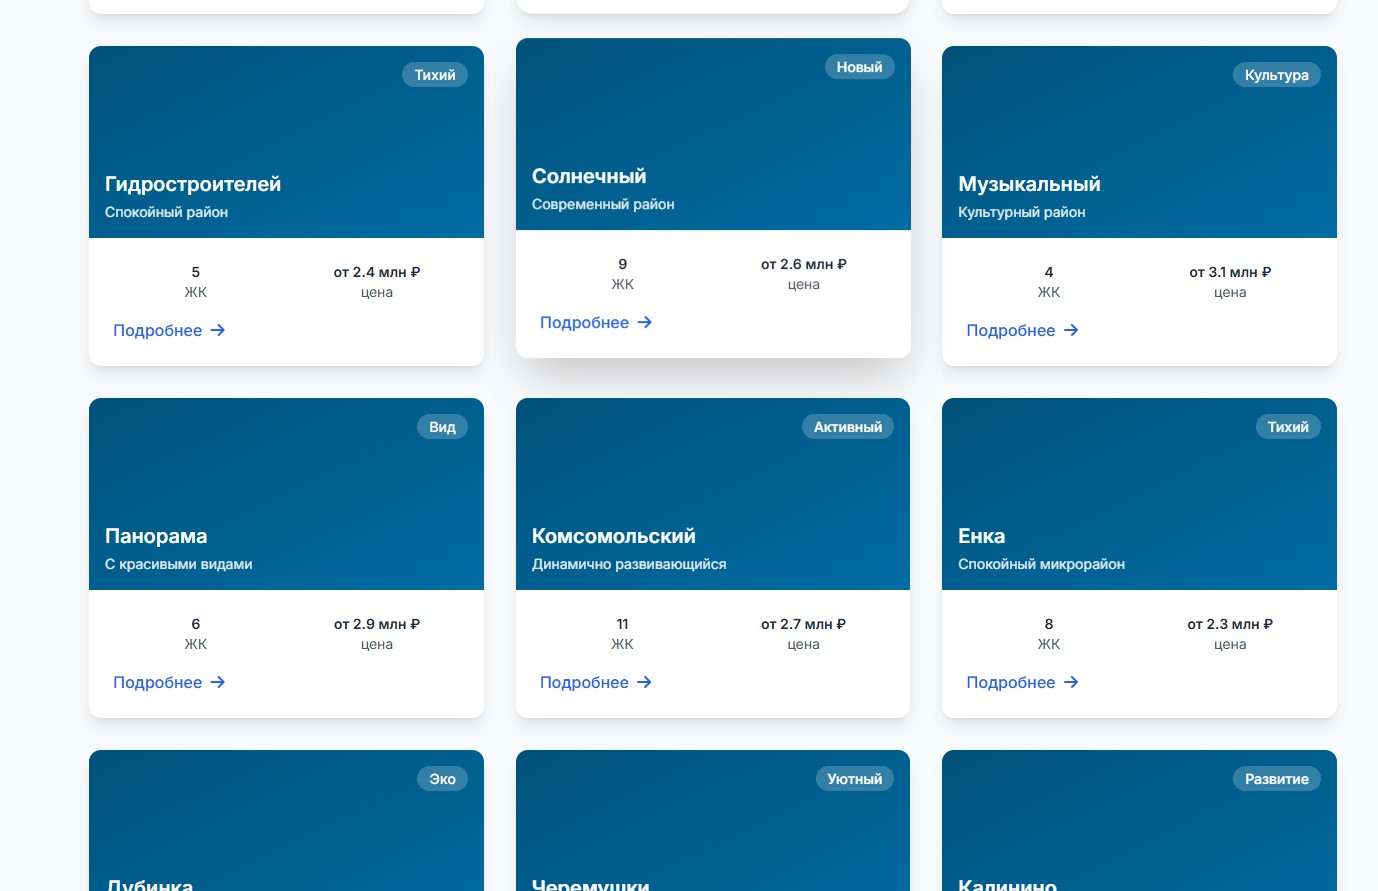 Тихий
Гидростроителей
Спокойный район
5
ЖК
от 2.4 млн ₽
цена
Подробнее →
Новый
Солнечный
Современный район
9
ЖК
от 2.6 млн ₽
цена
Подробнее →
Культура
Музыкальный
Культурный район
4
ЖК
от 3.1 млн ₽
цена
Подробнее →
Вид
Панорама
С красивыми видами
6
ЖК
от 2.9 млн ₽
цена
Подробнее →
Активный
Комсомольский
Динамично развивающийся
11
ЖК
от 2.7 млн ₽
цена
Подробнее →
Тихий
Енка
Спокойный микрорайон
8
ЖК
от 2.3 млн ₽
цена
Подробнее →
Эко
Дубинка
Уютный
Черемушки
Развитие
Калинино